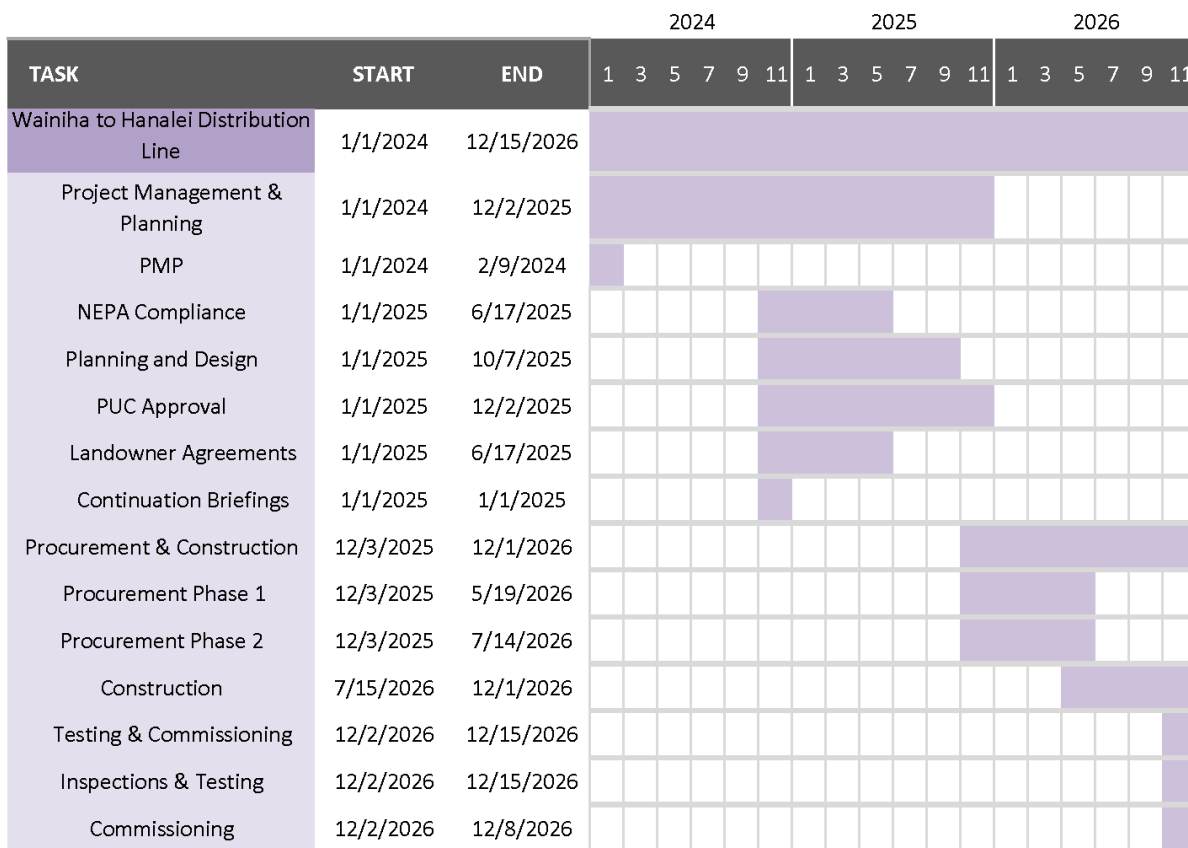 2024 2025 2026
TASK START END 1 3 5 7 9 11 1 3 5 7 9 11 1 3 5 7 9 11
Wainiha to Hanalei Distribution
Line 1/1/2024 12/15/2026
Project Management &
Planning 1/1/2024 12/2/2025
PMP 1/1/2024 2/9/2024
NEPA Compliance 1/1/2025 6/17/2025
Planning and Design 1/1/2025 10/7/2025
PUC Approval 1/1/2025 12/2/2025
Landowner Agreements 1/1/2025 6/17/2025
Continuation Briefings 1/1/2025 1/1/2025
Procurement & Construction 12/3/2025 12/1/2026
Procurement Phase 1 12/3/2025 5/19/2026
Procurement Phase 2 12/3/2025 7/14/2026
Construction 7/15/2026 12/1/2026
Testing & Commissioning 12/2/2026 12/15/2026
Inspections & Testing 12/2/2026 12/15/2026
Commissioning 12/2/2026 12/8/2026